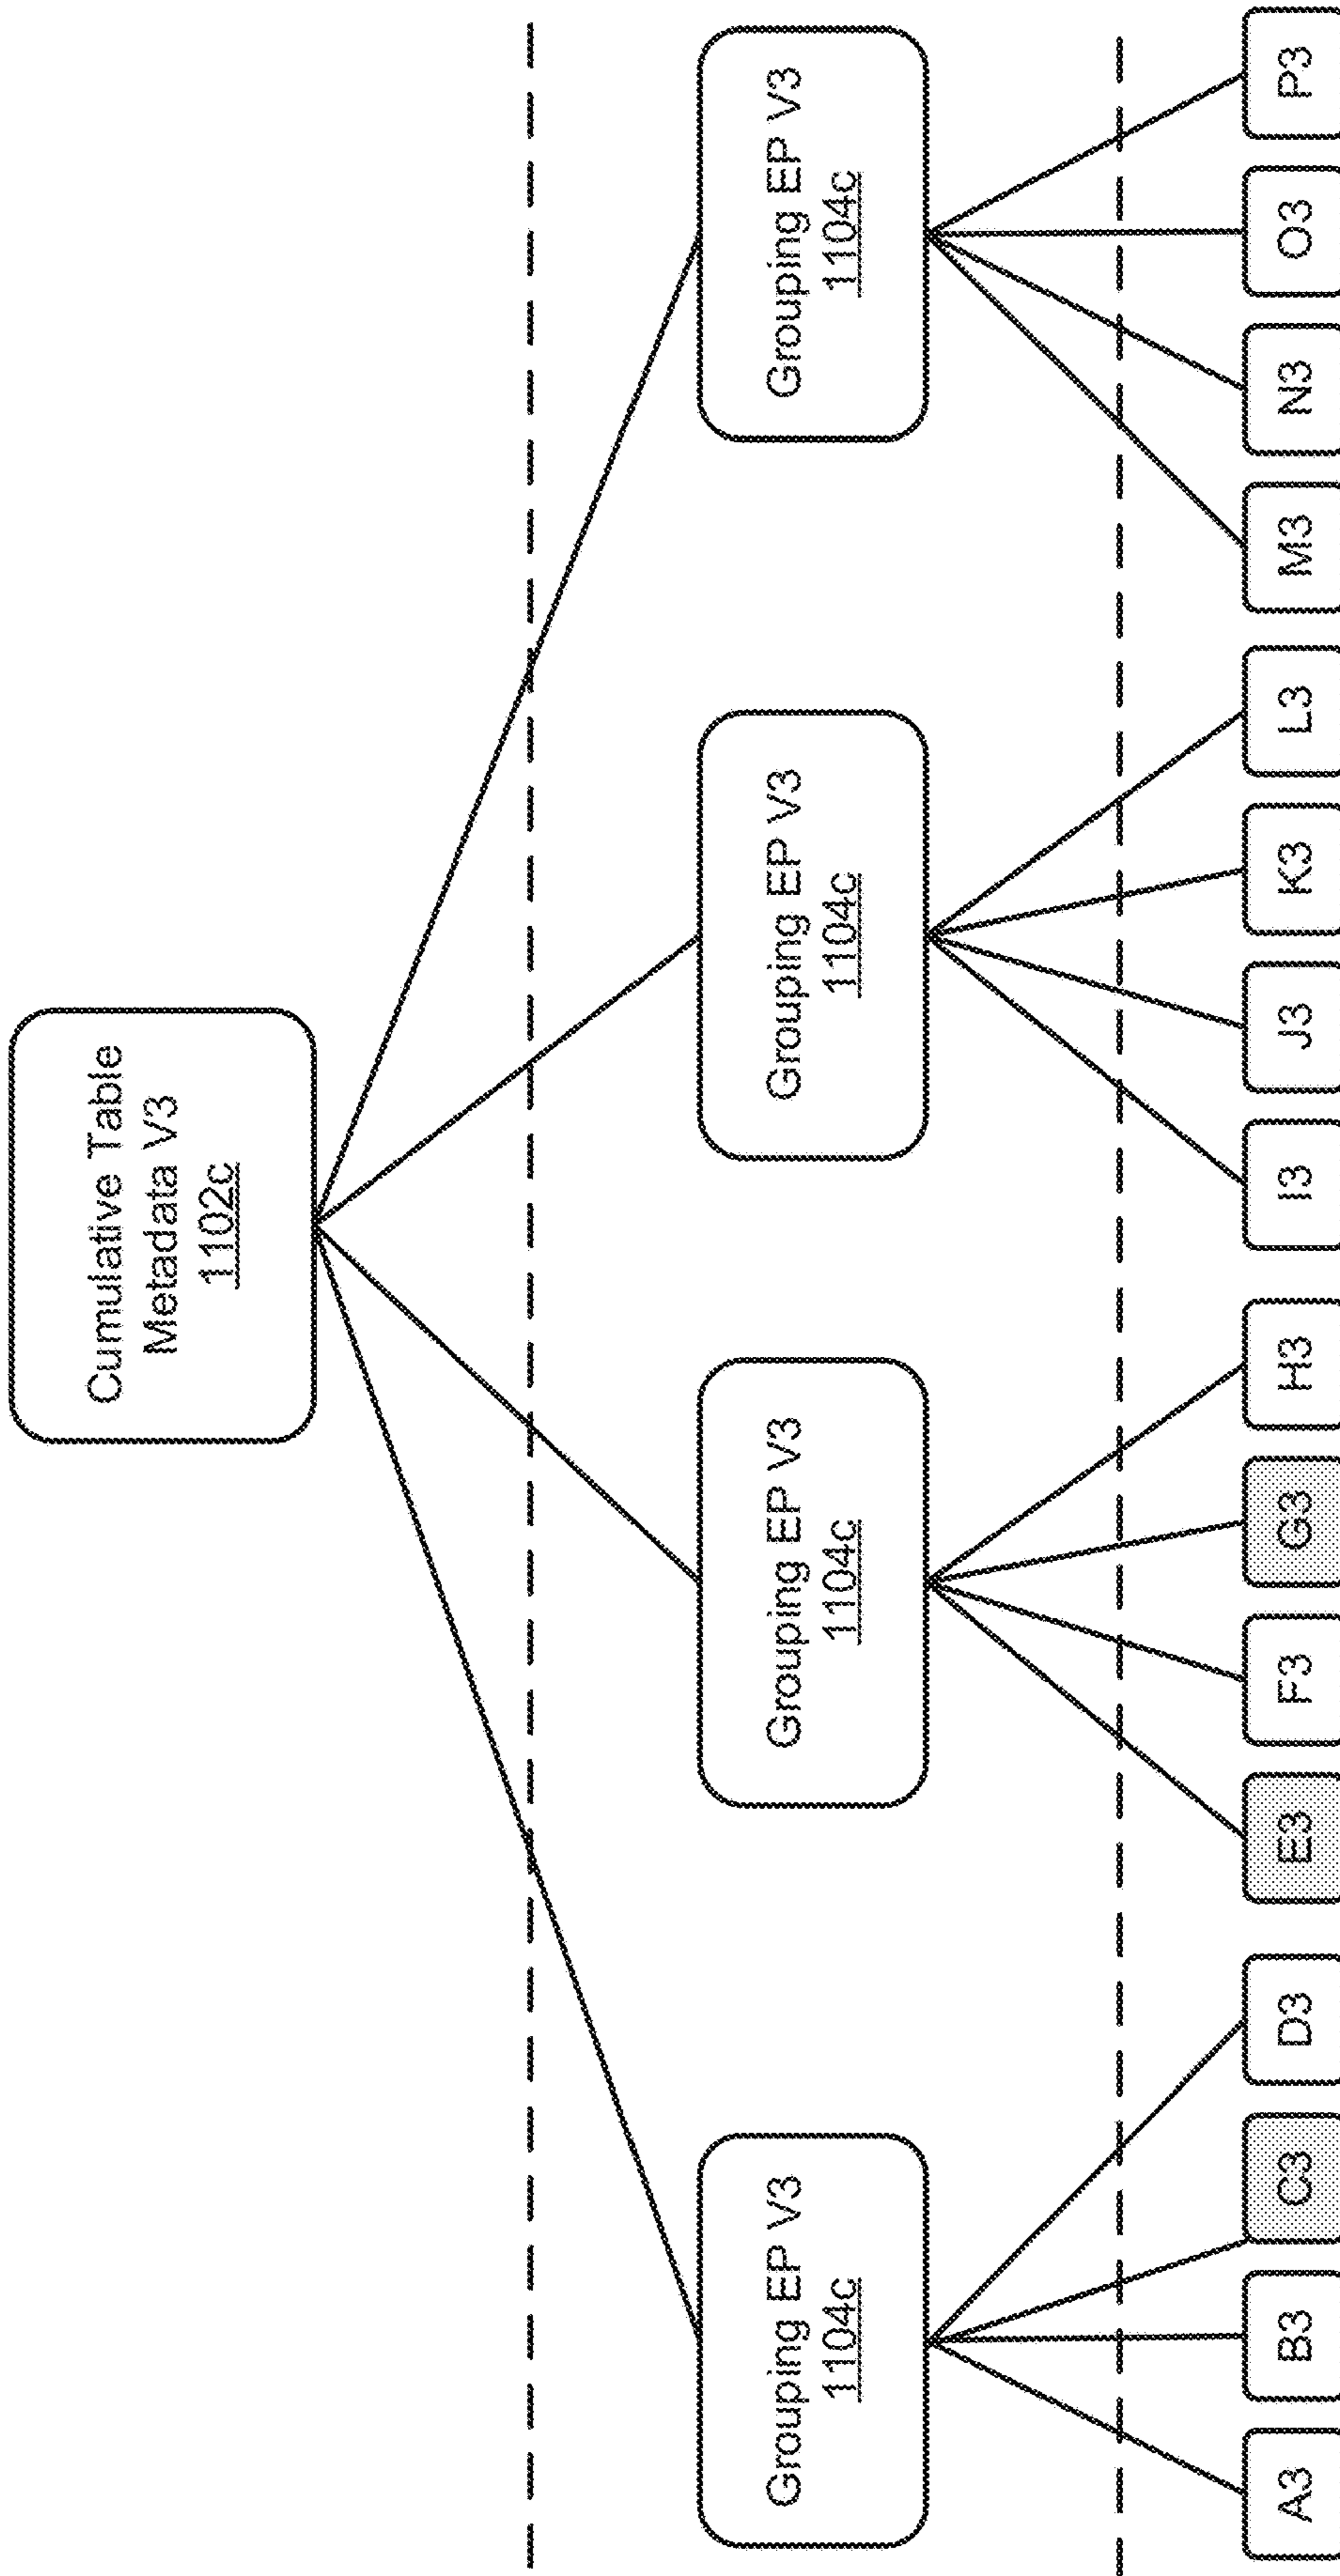 Cumulative Table
Metadata V3
1102c
Grouping EP V3
1104c
Grouping EP V3
1104c
Grouping EP V3
1104c
Grouping EP V3
1104c
A3
B3
C3
D3
E3
F3
G3
H3
I3
J3
K3
L3
M3
N3
O3
P3